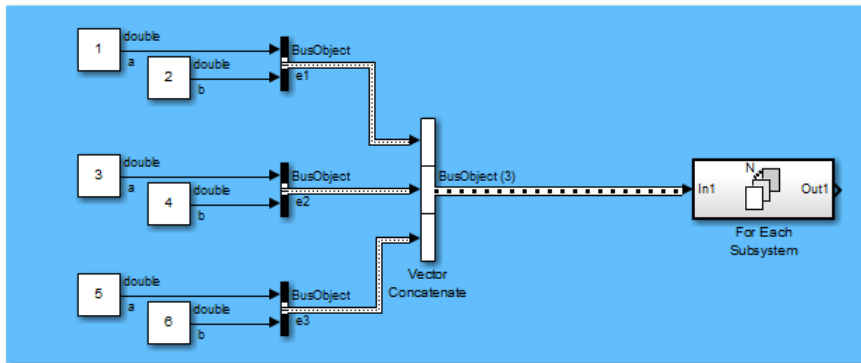 1
double
a
2
double
b
BusObject
e1
3
double
a
4
double
b
BusObject
e2
5
double
a
6
double
b
BusObject
e3
Vector
Concatenate
BusObject (3)
In1
N
Out1
For Each
Subsystem